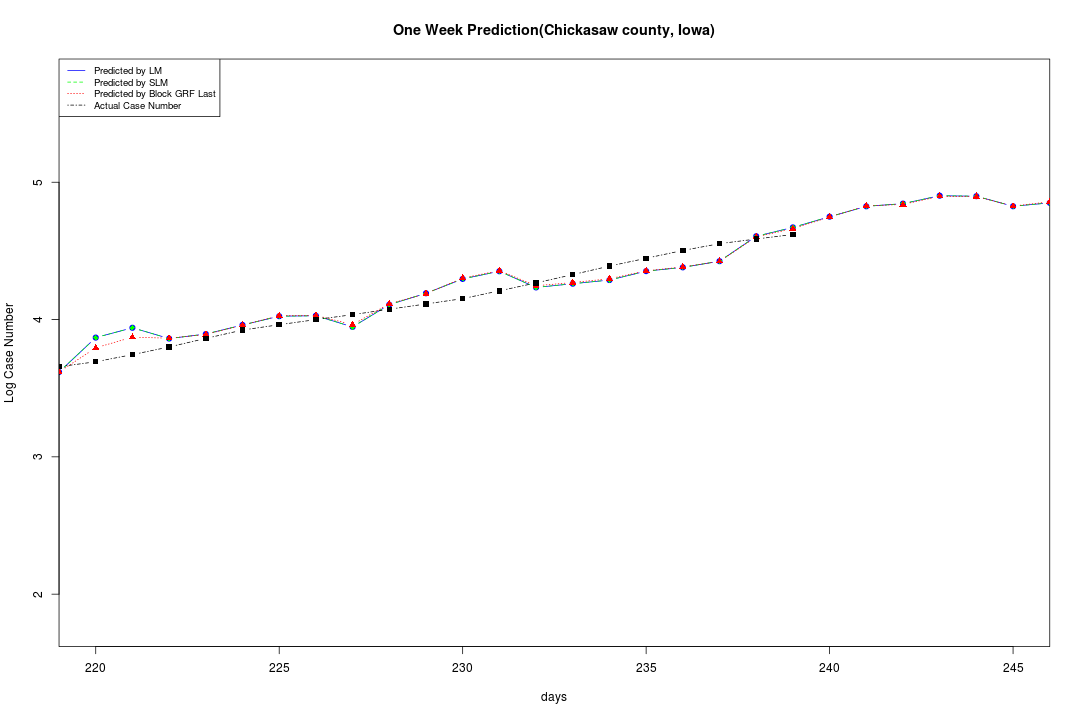 One Week Prediction(Chickasaw county, Iowa)
Predicted by LM
Predicted by SLM
Predicted by Block GRF Last
Actual Case Number
5
4
3
2
Log Case Number
220 225 230 235 240 245
days